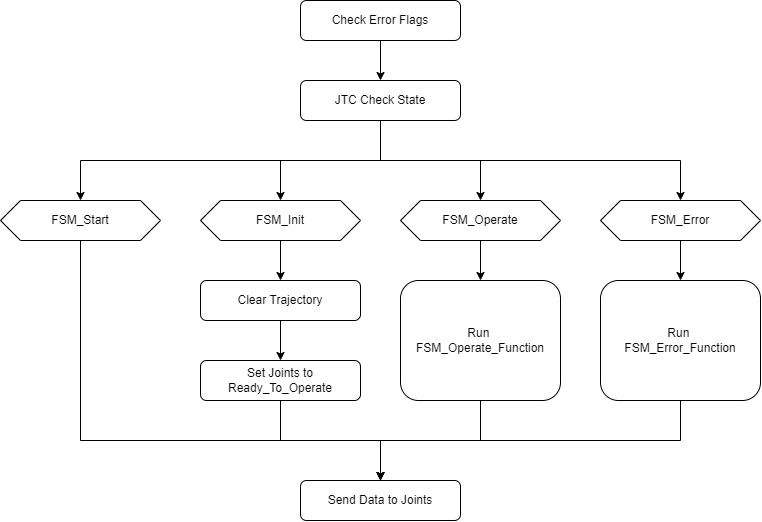 Check Error Flags
JTC Check State
FSM_Start
FSM_Init
FSM_Operate
FSM_Error
Clear Trajectory
Run
FSM_Operate_Function
Run
FSM_Error_Function
Set Joints to
Ready_To_Operate
Send Data to Joints